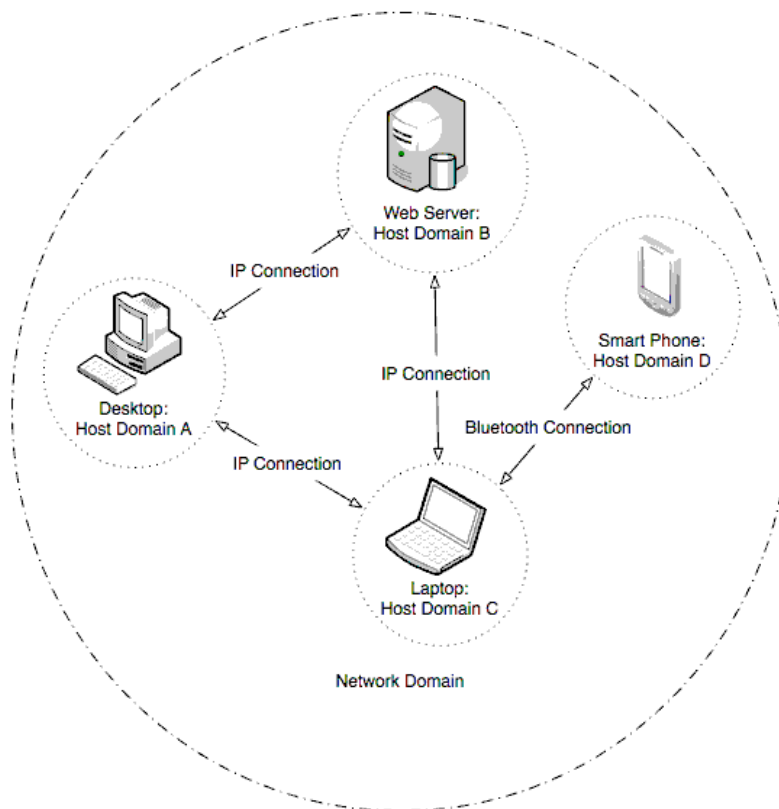 Web Server:
Host Domain B
IP Connection
Smart Phone:
Host Domain D
IP Connection
Desktop:
Host Domain A
Bluetooth Connection
IP Connection
Laptop:
Host Domain C
Network Domain